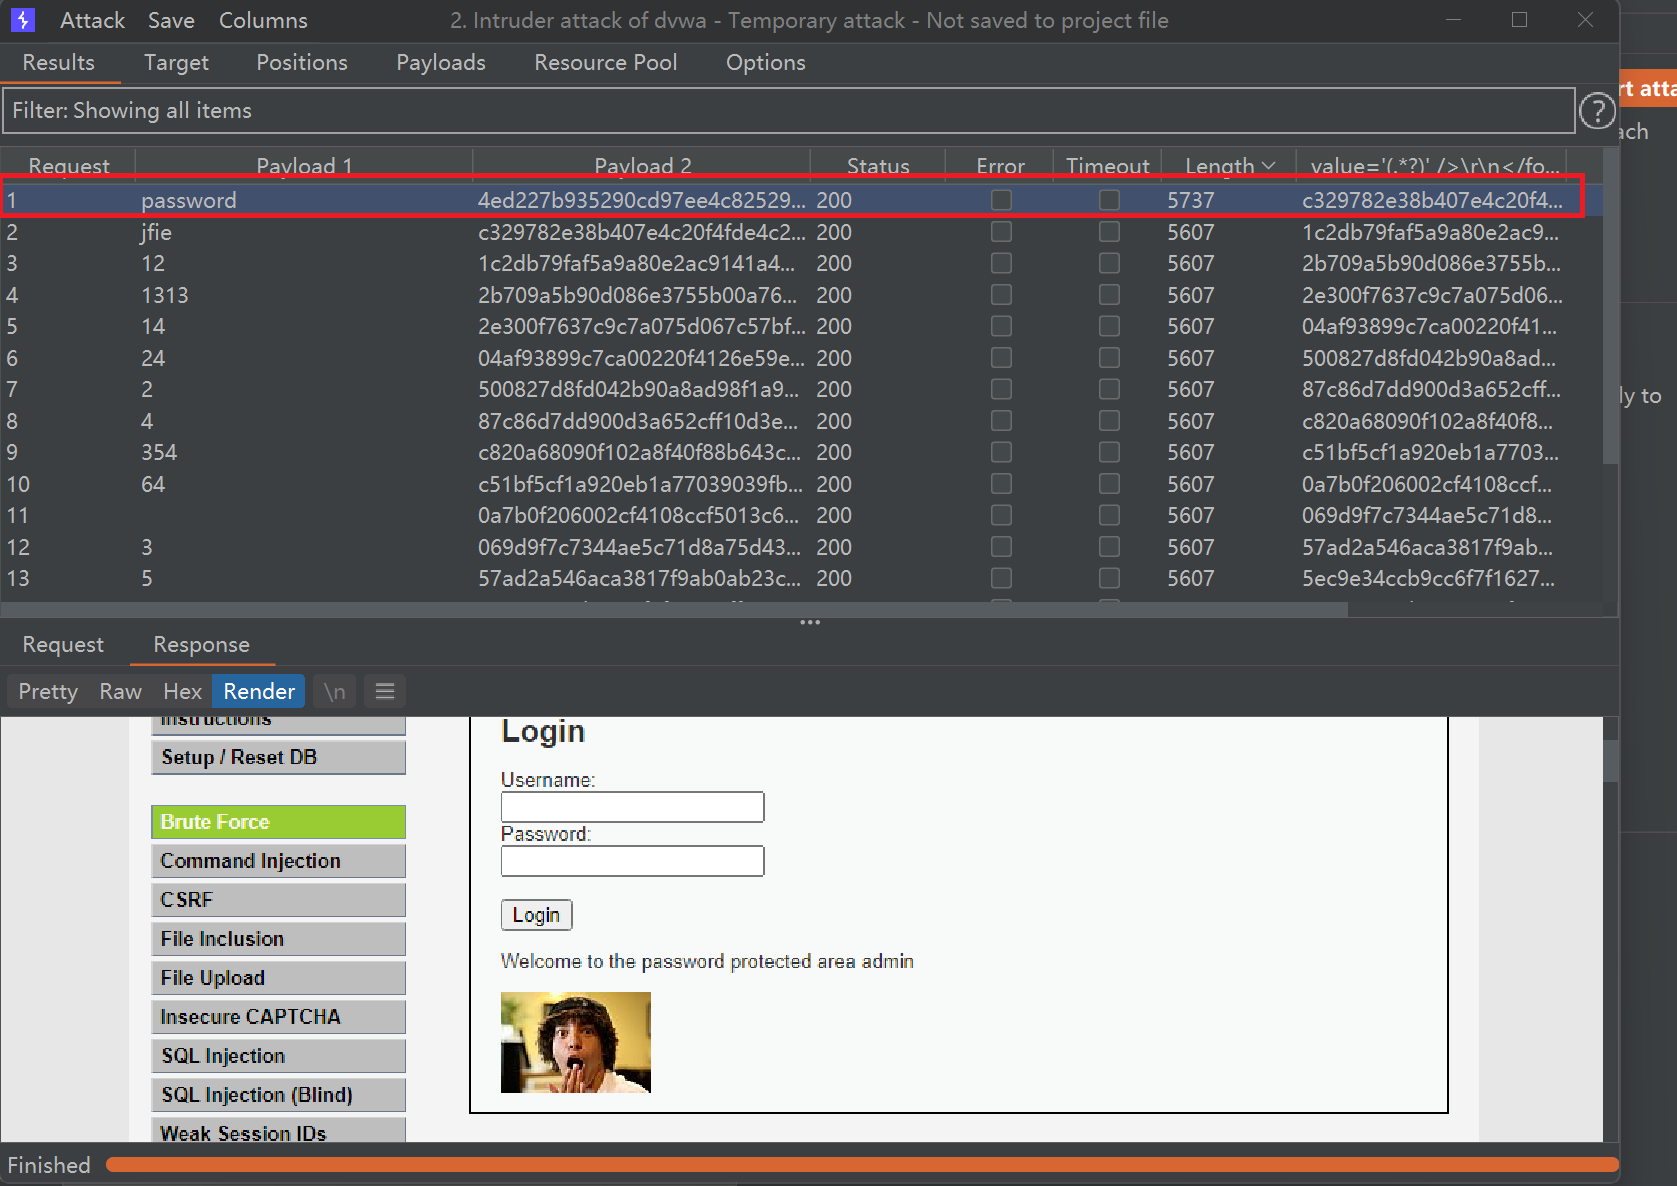 Attack Save Columns 2. Intruder attack of dvwa - Temporary attack - Not saved to project file
Results Target Positions Payloads Resource Pool Options
rt atta
Filter: Showing all items ?
ach
Request Payload 1 Payload 2 Status Error Timeout Length value='(.*?)' />\r\n</fo...
1 password 4ed227b935290cd97ee4c82529... 200 5737 c329782e38b407e4c20f4...
2 jfie c329782e38b407e4c20f4fde4c2... 200 5607 1c2db79faf5a9a80e2ac9...
3 12 1c2db79faf5a9a80e2ac9141a4... 200 5607 2b709a5b90d086e3755b...
4 1313 2b709a5b90d086e3755b00a76... 200 5607 2e300f7637c9c7a075d06...
5 14 2e300f7637c9c7a075d067c57bf... 200 5607 04af93899c7ca00220f41...
6 24 04af93899c7ca00220f4126e59e... 200 5607 500827d8fd042b90a8ad...
7 2 500827d8fd042b90a8ad98f1a9... 200 5607 87c86d7dd900d3a652cff...
ly to
8 4 87c86d7dd900d3a652cff10d3e... 200 5607 c820a68090f102a8f40f8...
9 354 c820a68090f102a8f40f88b643c... 200 5607 c51bf5cf1a920eb1a7703...
10 64 c51bf5cf1a920eb1a77039039fb... 200 5607 0a7b0f206002cf4108ccf...
11 0a7b0f206002cf4108ccf5013c6... 200 5607 069d9f7c7344ae5c71d8...
12 3 069d9f7c7344ae5c71d8a75d43... 200 5607 57ad2a546aca3817f9ab...
13 5 57ad2a546aca3817f9ab0ab23c... 200 5607 5ec9e34ccb9cc6f7f1627...
Request Response
Pretty Raw Hex Render \n
Instructions
Setup / Reset DB
Brute Force
Command Injection
CSRF
File Inclusion
File Upload
Insecure CAPTCHA
SQL Injection
SQL Injection (Blind)
Weak Session IDs
Login
Username:
Password:
Login
Welcome to the password protected area admin
Finished